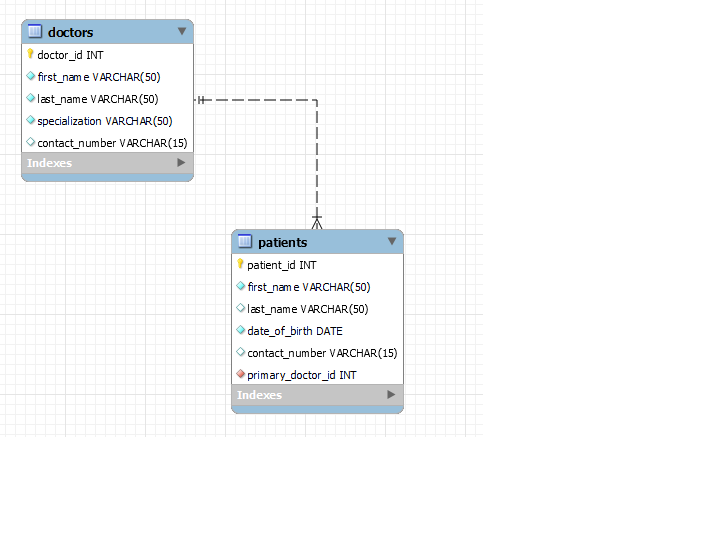 doctors
doctor_id INT
first_name VARCHAR(50)
last_name VARCHAR(50)
specialization VARCHAR(50)
contact_number VARCHAR(15)
Indexes
patients
patient_id INT
first_name VARCHAR(50)
last_name VARCHAR(50)
date_of_birth DATE
contact_number VARCHAR(15)
primary_doctor_id INT
Indexes